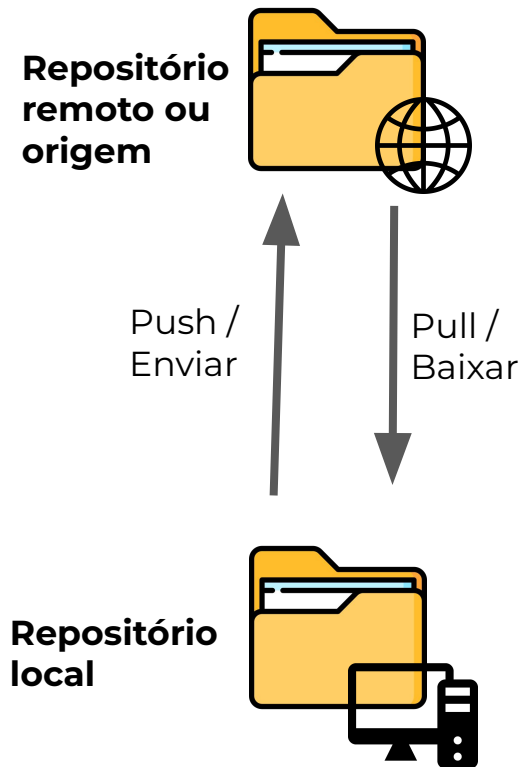 Repositório
remoto ou
origem
Push /
Enviar
Pull /
Baixar
Repositório
local